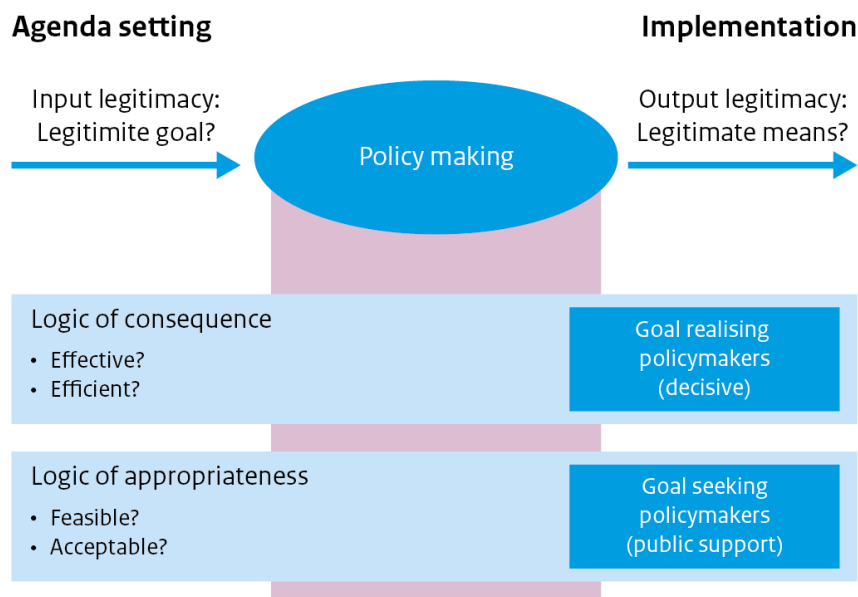 Agenda setting
Implementation
Input legitimacy:
Legitimite goal?
Policy making
Output legitimacy:
Legitimate means?
Logic of consequence
• Effective?
• Efficient?
Goal realising
policymakers
(decisive)
Logic of appropriateness
• Feasible?
• Acceptable?
Goal seeking
policymakers
(public support)